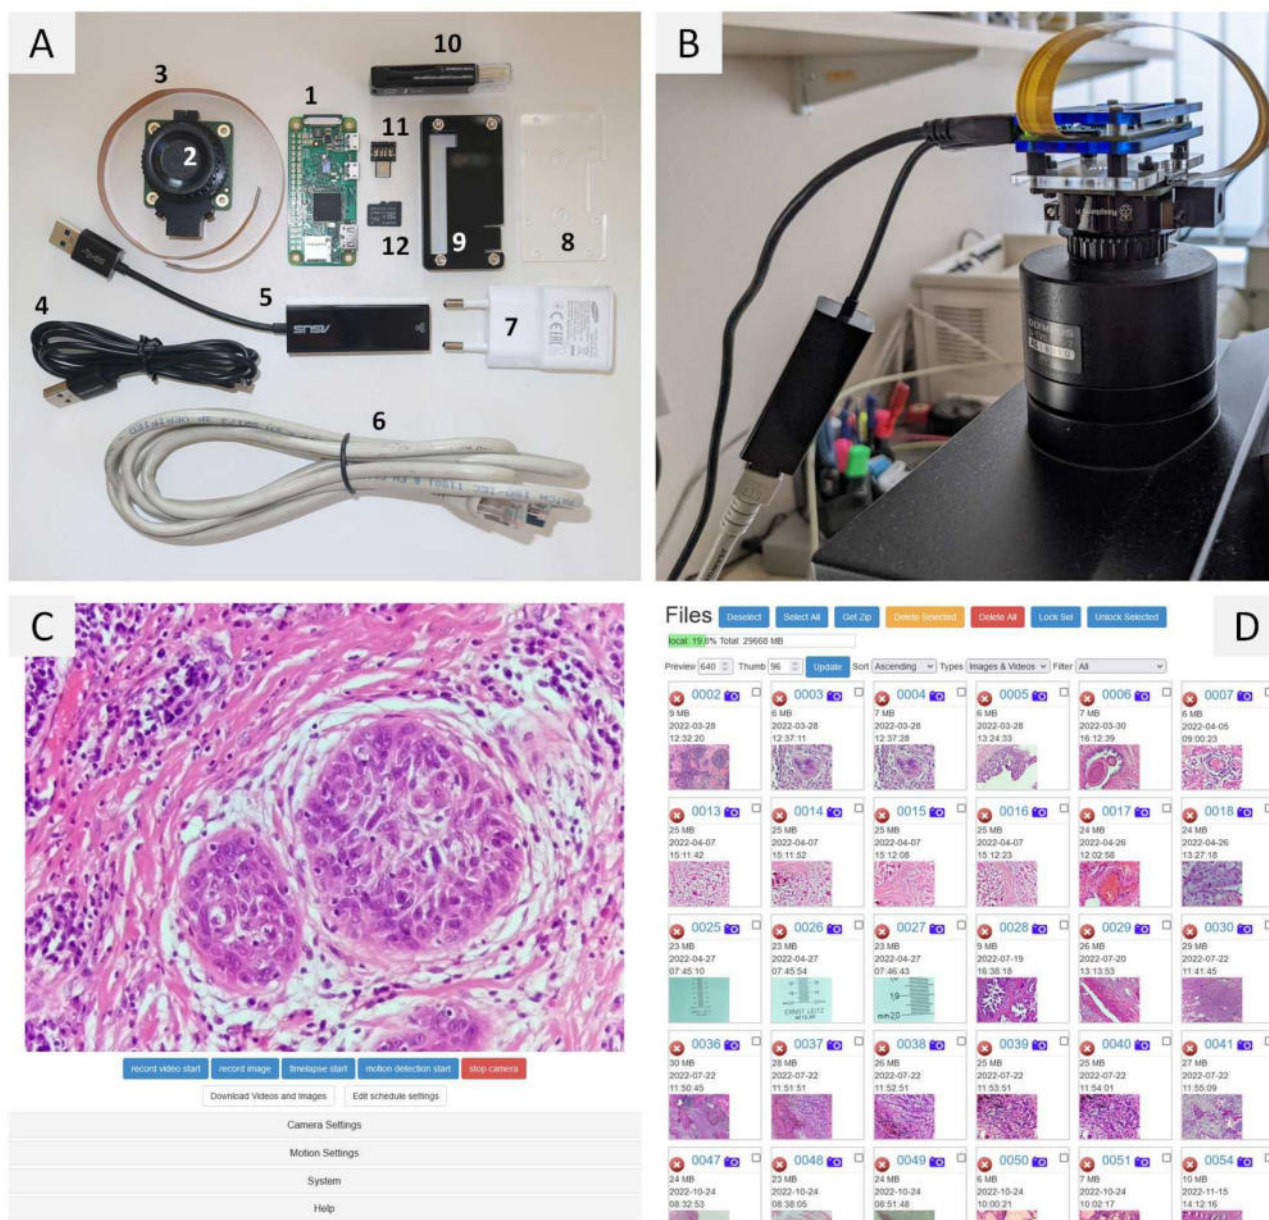 A
10
3
1
11
2
12
9
8
4
5
ASUS
7
6
B
C
record video start record image timelapse start motion detection start stop camera
Download Videos and Images Edit schedule settings
Camera Settings
Motion Settings
System
Help
D
Files Deselect Select All Get Zip Delete Selected Delete All Lock Sel Unlock Selected
local: 19.8% Total: 29668 MB
Preview 640 Thumb 96 Update Sort Ascending Types Images & Videos Filter All
0002 0003 0004 0005 0006 0007
9 MB 6 MB 7 MB 6 MB 7 MB 6 MB
2022-03-28 2022-03-28 2022-03-28 2022-03-28 2022-03-30 2022-04-05
12:32:20 12:37:11 12:37:28 13:24:33 16:12:39 09:00:23
0013 0014 0015 0016 0017 0018
25 MB 25 MB 25 MB 25 MB 24 MB 24 MB
2022-04-07 2022-04-07 2022-04-07 2022-04-07 2022-04-26 2022-04-26
15:11:42 15:11:52 15:12:08 15:12:23 12:02:58 13:27:18
0025 0026 0027 0028 0029 0030
23 MB 23 MB 23 MB 9 MB 26 MB 29 MB
2022-04-27 2022-04-27 2022-04-27 2022-07-19 2022-07-20 2022-07-22
07:45:10 07:45:54 07:46:43 16:38:18 13:13:53 11:41:45
ERNST LEITZ
1,9
mm2,0
0036 0037 0038 0039 0040 0041
30 MB 28 MB 26 MB 25 MB 25 MB 27 MB
2022-07-22 2022-07-22 2022-07-22 2022-07-22 2022-07-22 2022-07-22
11:50:45 11:51:51 11:52:51 11:53:51 11:54:01 11:55:09
0047 0048 0049 0050 0051 0054
24 MB 23 MB 24 MB 6 MB 7 MB 10 MB
2022-10-24 2022-10-24 2022-10-24 2022-10-24 2022-10-24 2022-11-15
08:32:53 08:38:05 08:51:48 10:00:21 10:02:17 14:12:16